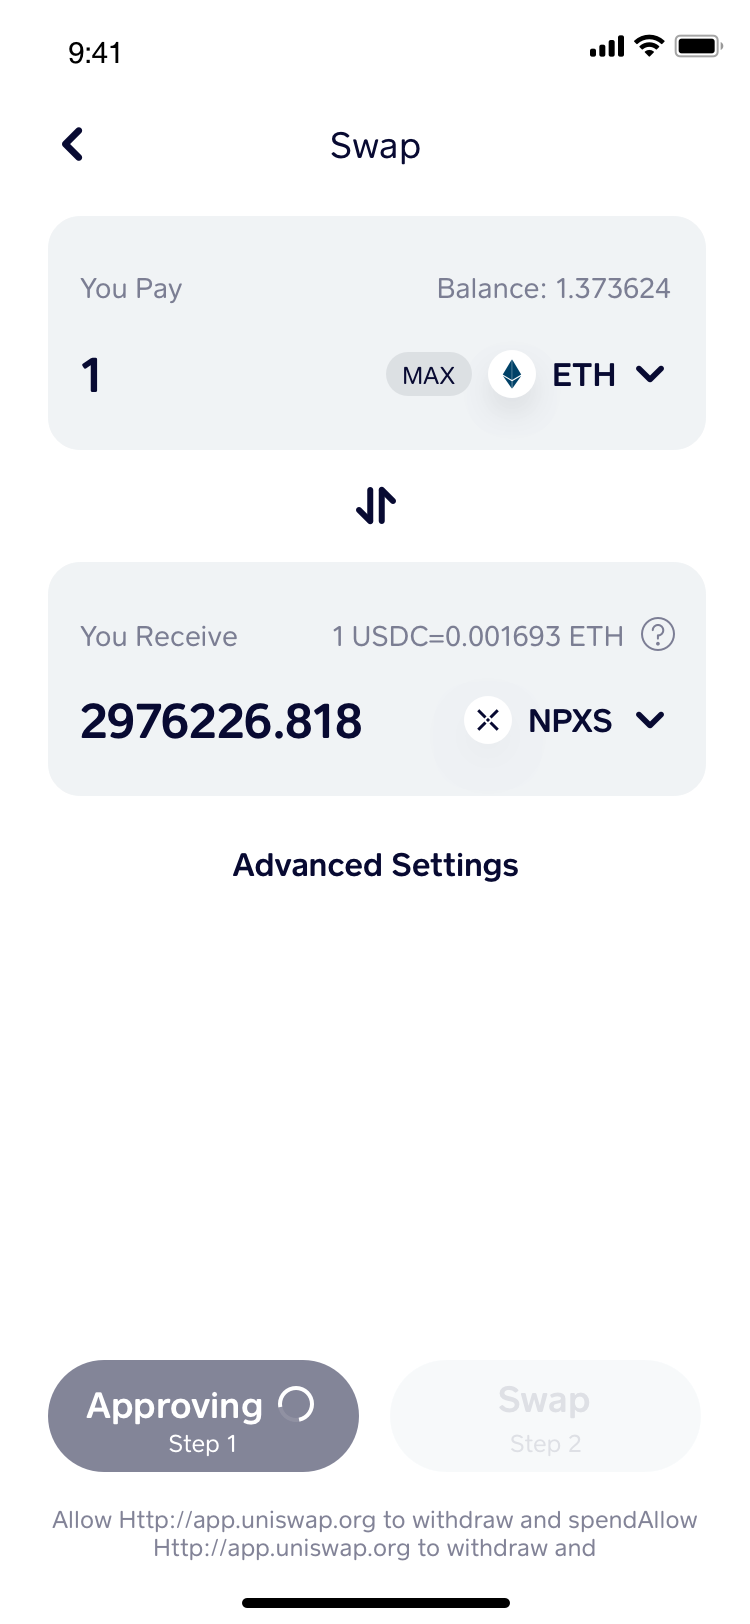 9:41
Swap
You Pay
Balance: 1.373624
1
MAX
ETH
You Receive
1 USDC=0.001693 ETH ?
2976226.818
NPXS
Advanced Settings
Approving
Step 1
Swap
Step 2
Allow Http://app.uniswap.org to withdraw and spendAllow
Http://app.uniswap.org to withdraw and